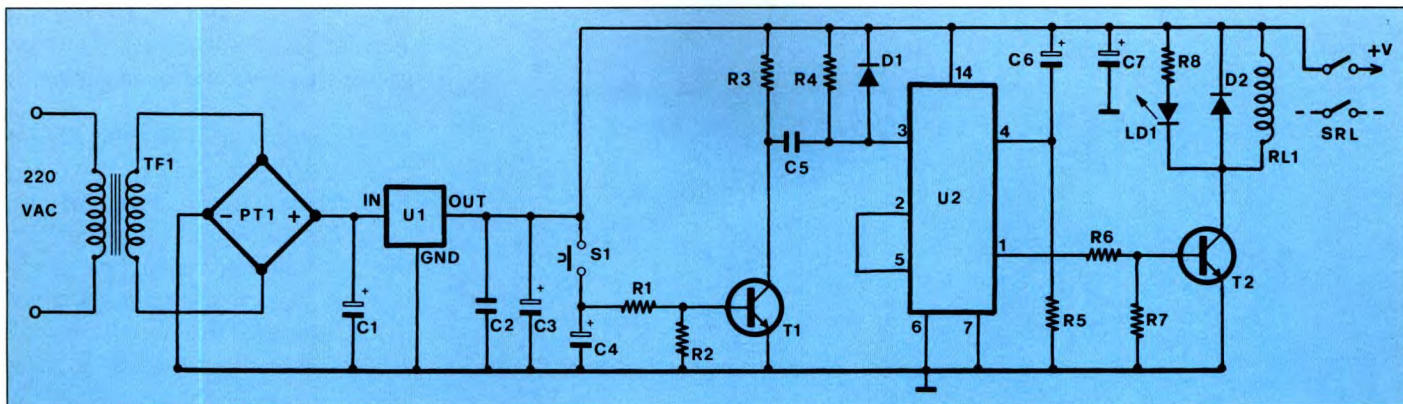 220
VAC
TF1
- PT1 +
IN
U1
OUT
GND
+
C1
C2
+
C3
S1
+
C4
R1
R2
T1
R3
C5
R4
D1
14
3
2
5
U2
4
1
6
7
C6
+
R5
C7
+
R6
R7
R8
LD1
D2
RL1
T2
+V
SRL